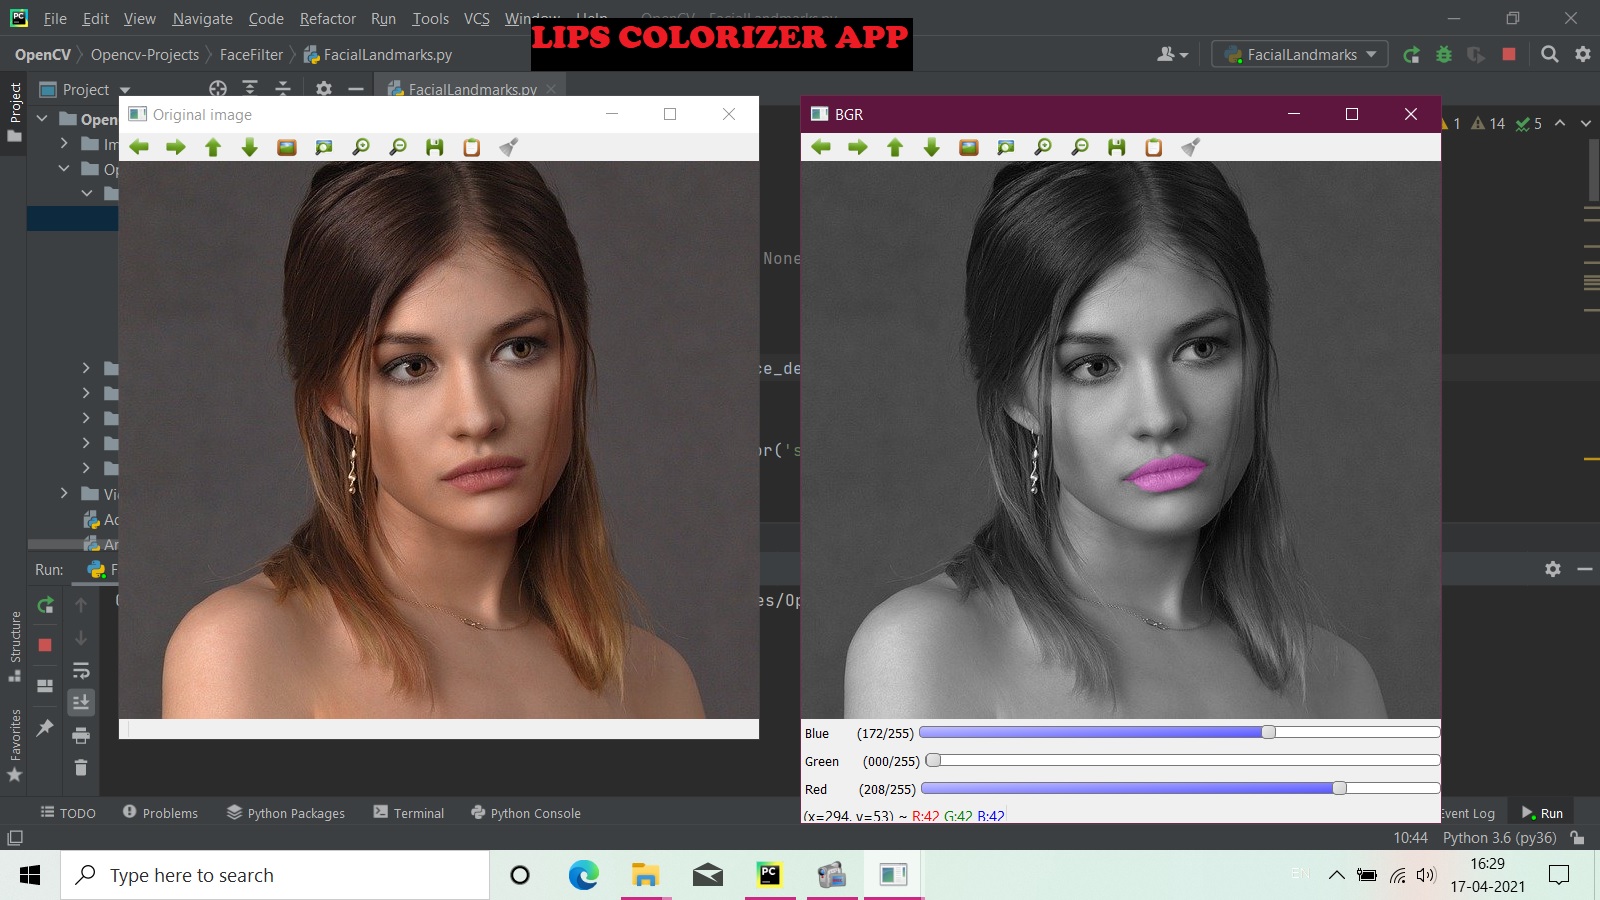 File Edit View Navigate Code Refactor Run Tools VCS Window Help OpenCV - FacialLandmarks.py
LIPS COLORIZER APP
OpenCV Opencv-Projects FaceFilter FacialLandmarks.py
FacialLandmarks
Project
FacialLandmarks.py
Project
Original image
BGR
1 14 5
Open
Im
Op
None
ce_de
or('s
Vi
Ac
Ar
Run: F
es/Op
Structure
Favorites
Blue (172/255)
Green (000/255)
Red (208/255)
(x=294, y=53) ~ R:42 G:42 B:42
TODO Problems Python Packages Terminal Python Console
Event Log Run
10:44 Python 3.6 (py36)
Type here to search
EN
16:29
17-04-2021